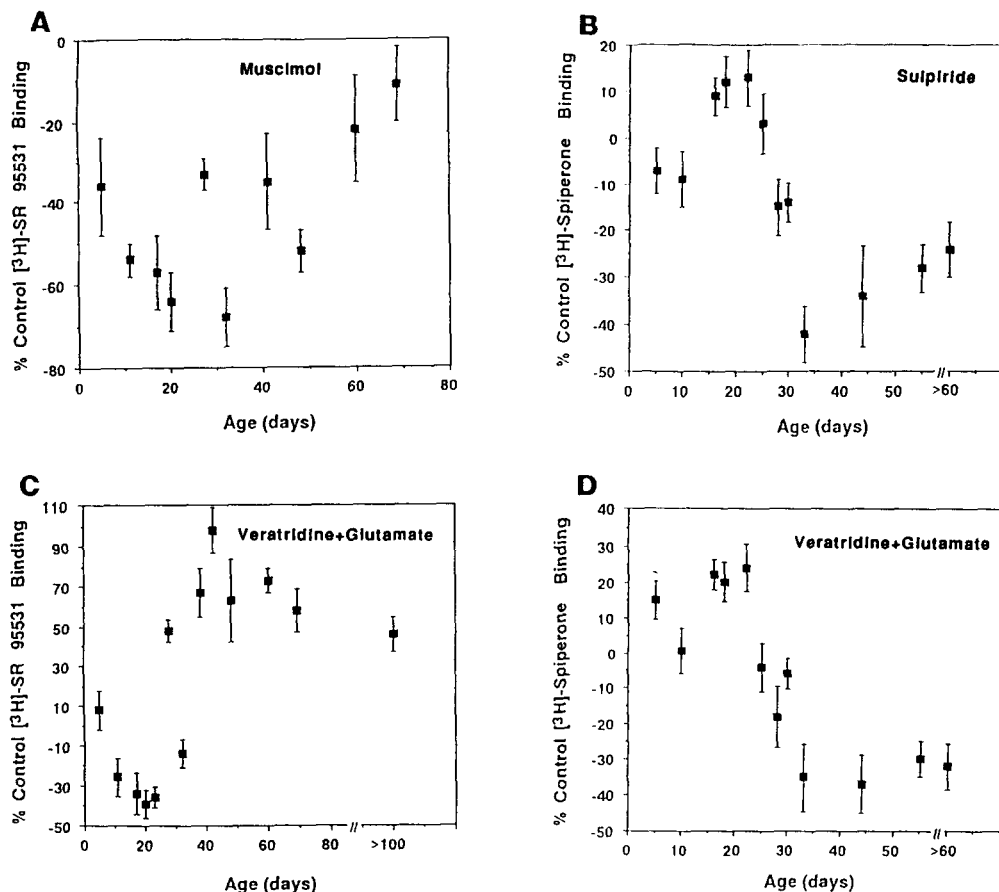 A
Muscimol
% Control [³H]-SR 95531 Binding
0
-20
-40
-60
-80
0 20 40 60 80
Age (days)
B
Sulpiride
% Control [³H]-Spiperone Binding
20
10
0
-10
-20
-30
-40
-50
0 10 20 30 40 50 >60
Age (days)
C
Veratridine+Glutamate
% Control [³H]-SR 95531 Binding
110
90
70
50
30
10
-10
-30
-50
0 20 40 60 80 >100
Age (days)
D
Veratridine+Glutamate
% Control [³H]-Spiperone Binding
40
30
20
10
0
-10
-20
-30
-40
-50
0 10 20 30 40 50 >60
Age (days)